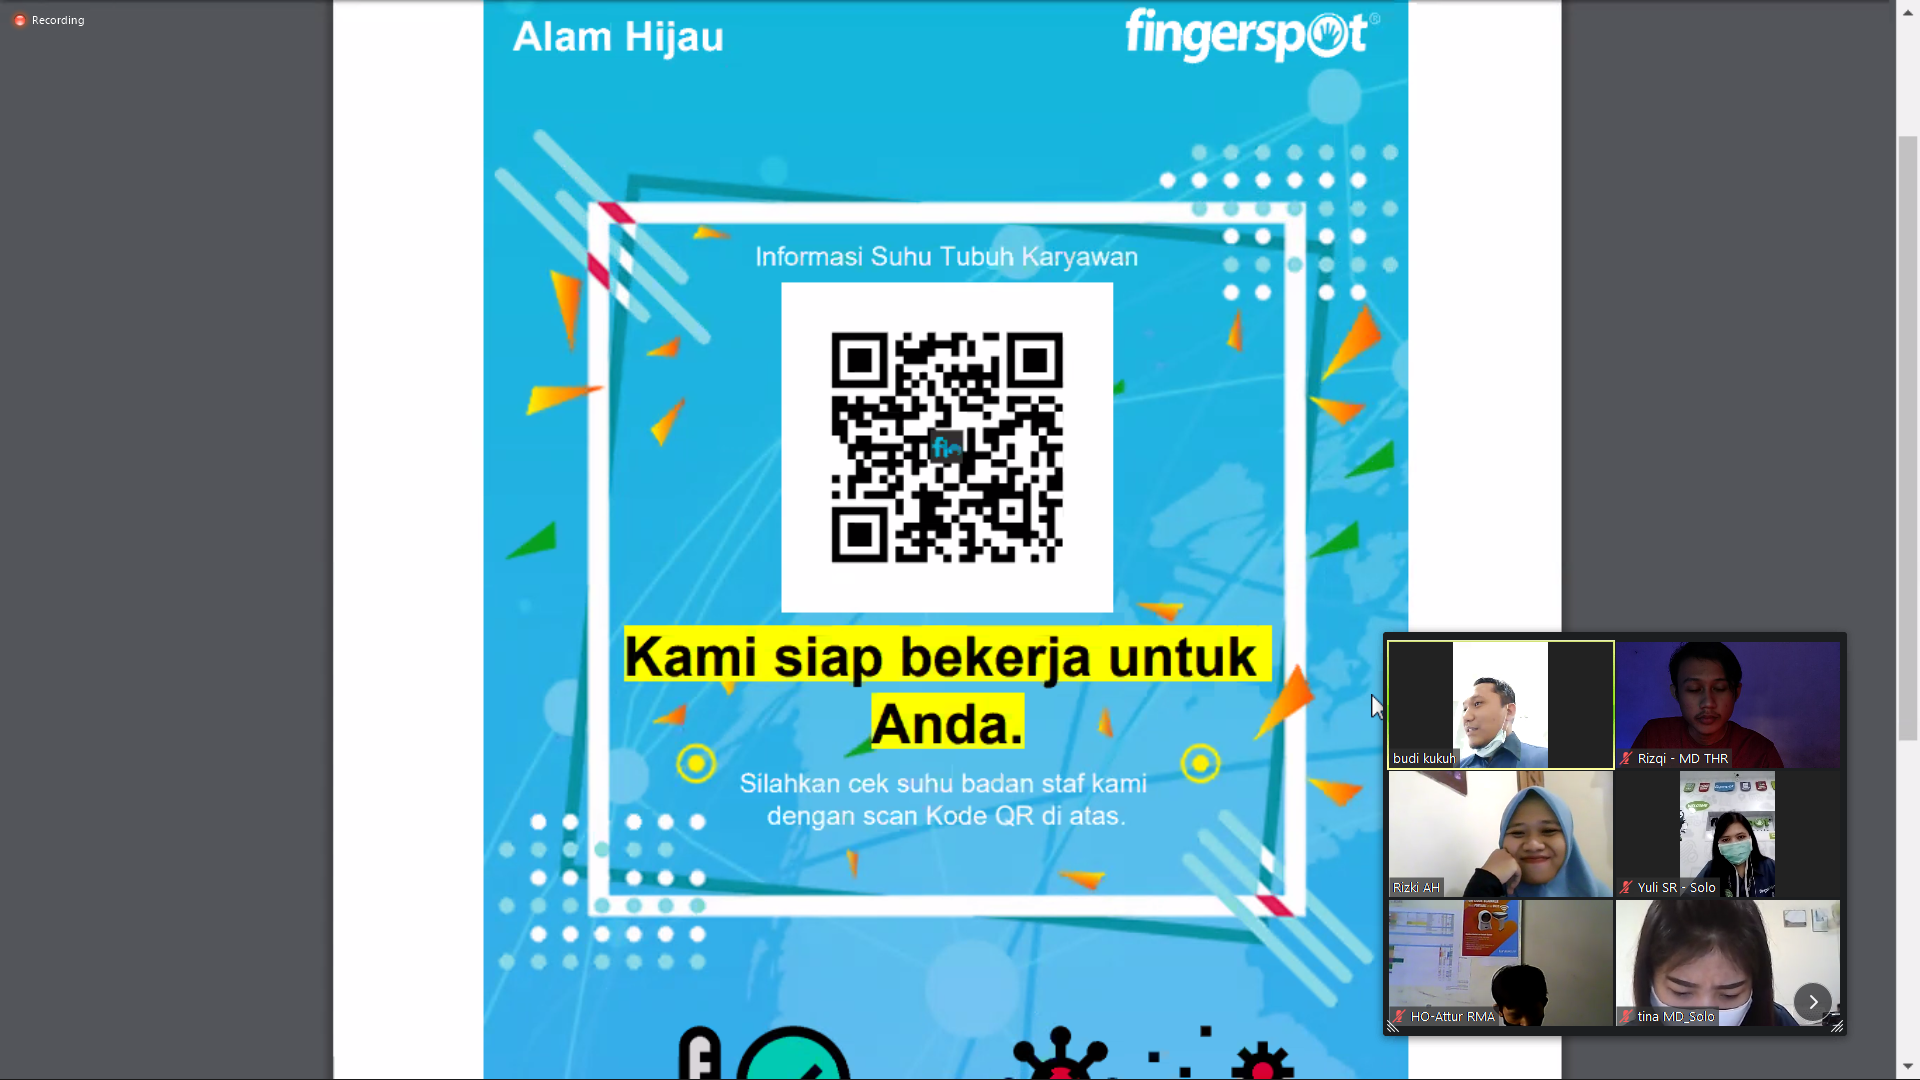 Recording
Alam Hijau
fingerspot®
Informasi Suhu Tubuh Karyawan
Kami siap bekerja untuk
Anda.
Silahkan cek suhu badan staf kami
dengan scan Kode QR di atas.
budi kukuh
Rizqi - MD THR
Rizki AH
Yuli SR - Solo
HO-Attur RMA
tina MD_Solo